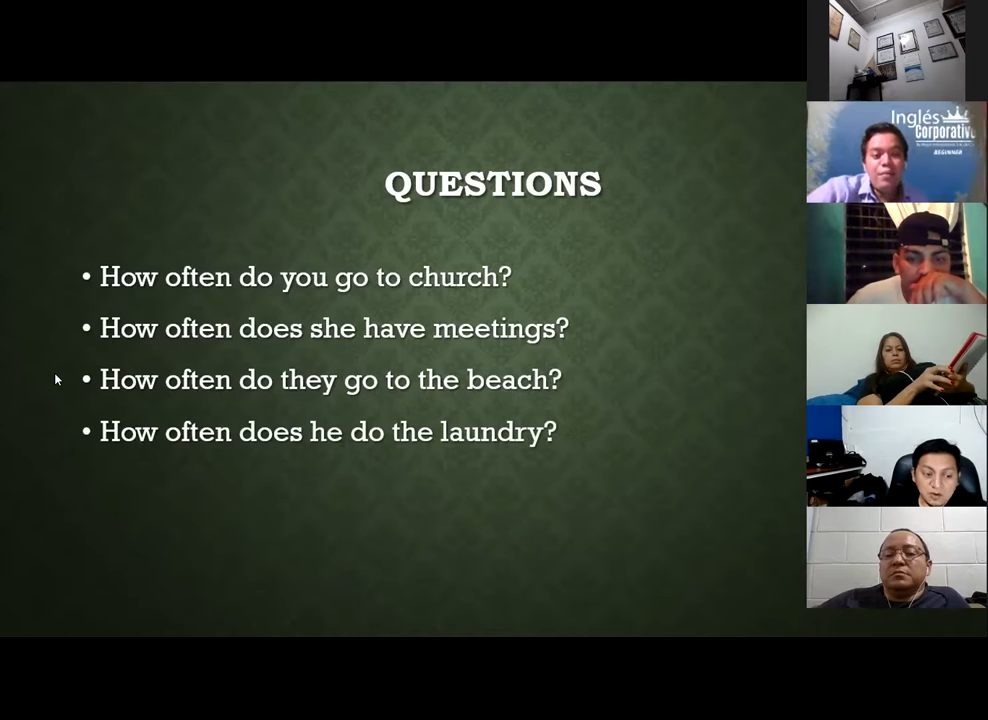 QUESTIONS
• How often do you go to church?
• How often does she have meetings?
• How often do they go to the beach?
• How often does he do the laundry?
Inglés
Corporativo
BEGINNER